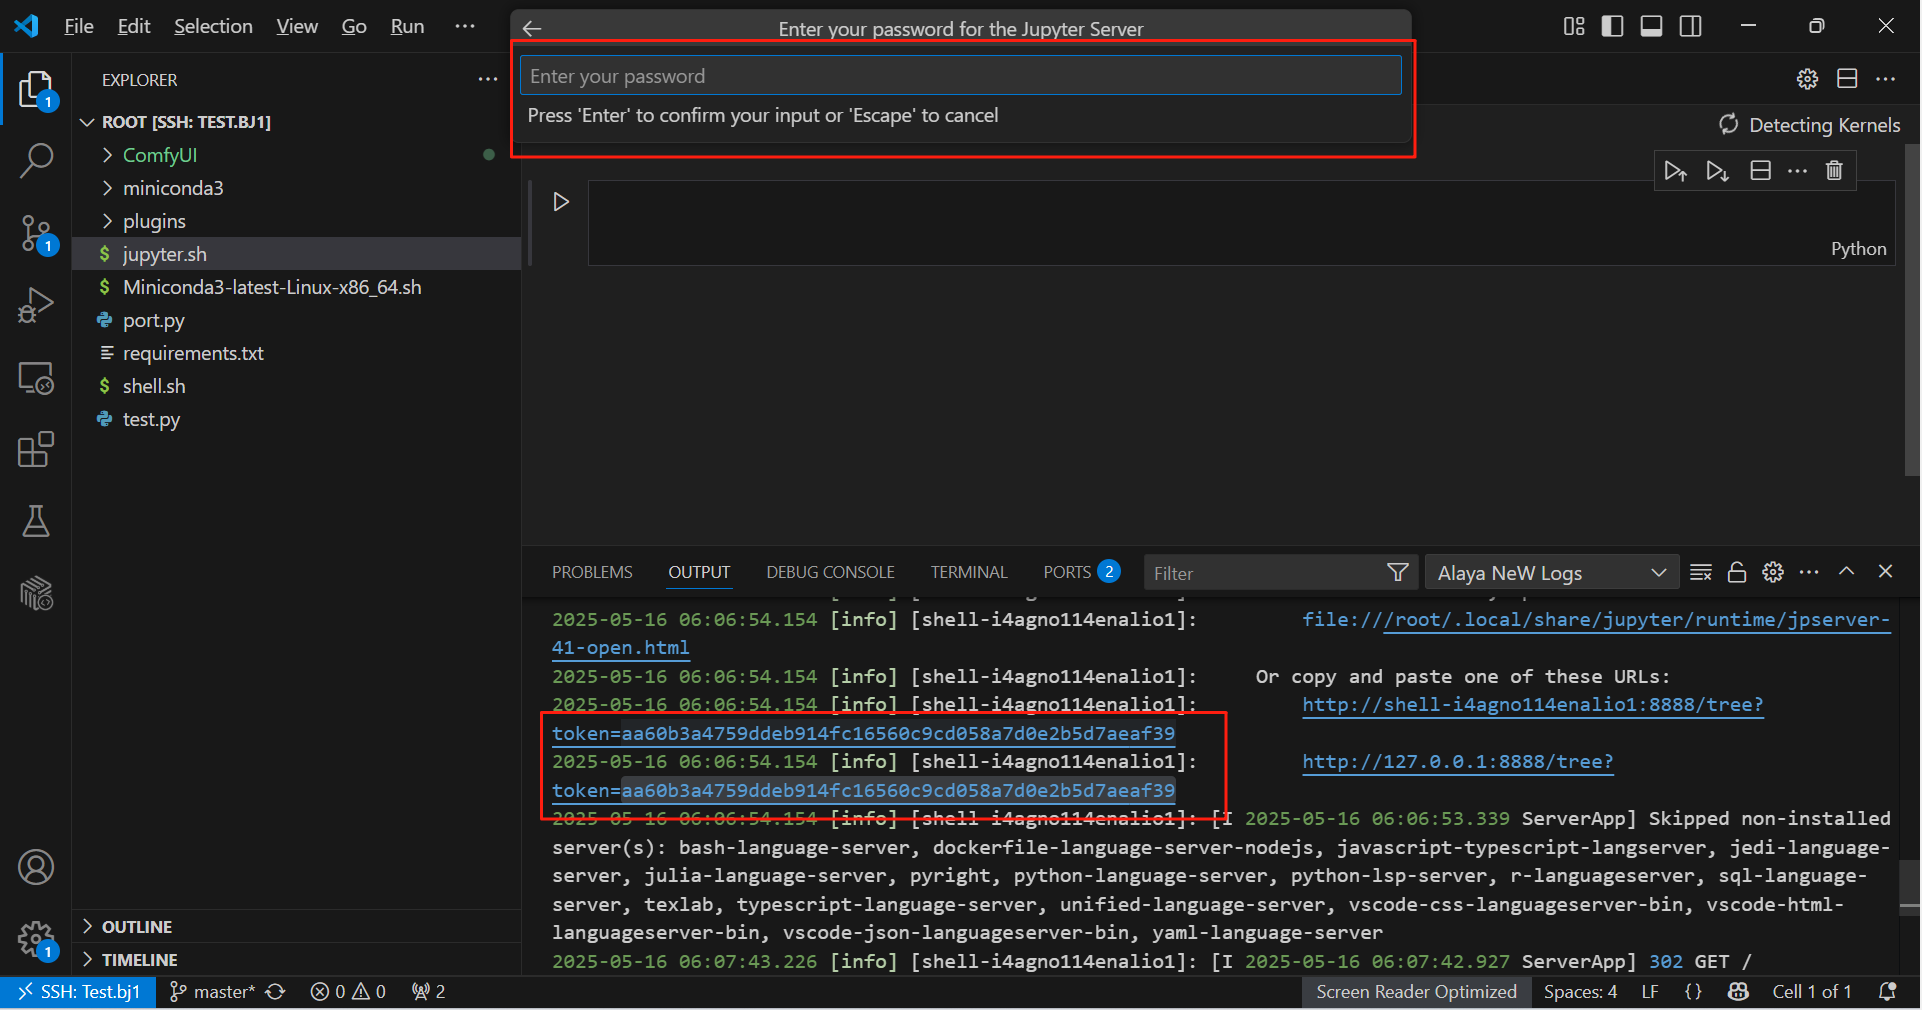 File Edit Selection View Go Run ···
Enter your password for the Jupyter Server
Enter your password
Press 'Enter' to confirm your input or 'Escape' to cancel
EXPLORER
ROOT [SSH: TEST.BJ1]
ComfyUI
miniconda3
plugins
$ jupyter.sh
$ Miniconda3-latest-Linux-x86_64.sh
port.py
requirements.txt
$ shell.sh
test.py
OUTLINE
TIMELINE
1
1
1
Detecting Kernels
Python
PROBLEMS OUTPUT DEBUG CONSOLE TERMINAL PORTS 2 Filter Alaya NeW Logs
2025-05-16 06:06:54.154 [info] [shell-i4agno114enalio1]: file:///root/.local/share/jupyter/runtime/jpserver-
41-open.html
2025-05-16 06:06:54.154 [info] [shell-i4agno114enalio1]: Or copy and paste one of these URLs:
2025-05-16 06:06:54.154 [info] [shell-i4agno114enalio1]: http://shell-i4agno114enalio1:8888/tree?
token=aa60b3a4759ddeb914fc16560c9cd058a7d0e2b5d7aeaf39
2025-05-16 06:06:54.154 [info] [shell-i4agno114enalio1]: http://127.0.0.1:8888/tree?
token=aa60b3a4759ddeb914fc16560c9cd058a7d0e2b5d7aeaf39
2025-05-16 06:06:54.154 [info] [shell-i4agno114enalio1]: [I 2025-05-16 06:06:53.339 ServerApp] Skipped non-installed
server(s): bash-language-server, dockerfile-language-server-nodejs, javascript-typescript-langserver, jedi-language-
server, julia-language-server, pyright, python-language-server, python-lsp-server, r-languageserver, sql-language-
server, texlab, typescript-language-server, unified-language-server, vscode-css-languageserver-bin, vscode-html-
languageserver-bin, vscode-json-languageserver-bin, yaml-language-server
2025-05-16 06:07:43.226 [info] [shell-i4agno114enalio1]: [I 2025-05-16 06:07:42.927 ServerApp] 302 GET /
SSH: Test.bj1 master* 0 0 2 Screen Reader Optimized Spaces: 4 LF {} Cell 1 of 1